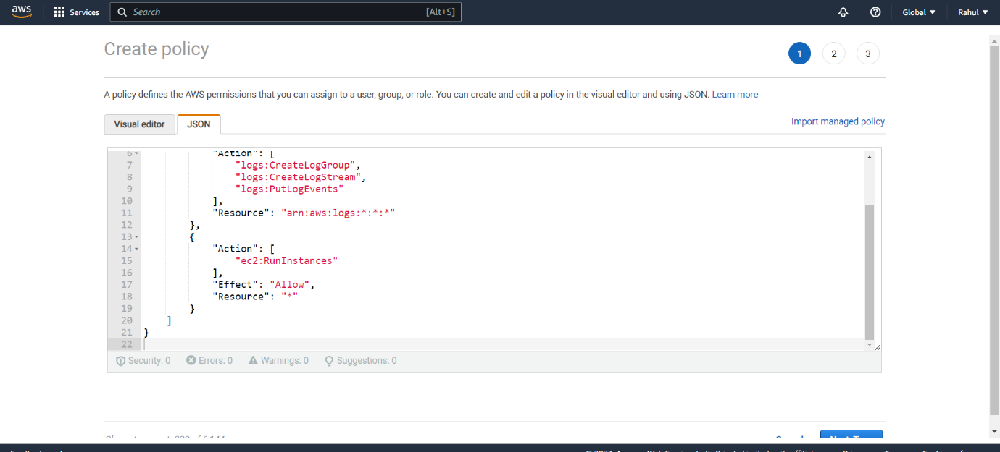 aws Services Search [Alt+S] Global ▼ Rahul ▼
Create policy 1 2 3
A policy defines the AWS permissions that you can assign to a user, group, or role. You can create and edit a policy in the visual editor and using JSON. Learn more
Visual editor JSON Import managed policy
6 "Action": [
7 "logs:CreateLogGroup",
8 "logs:CreateLogStream",
9 "logs:PutLogEvents"
10 ],
11 "Resource": "arn:aws:logs:*:*:*"
12 },
13 {
14 "Action": [
15 "ec2:RunInstances"
16 ],
17 "Effect": "Allow",
18 "Resource": "*"
19 }
20 ]
21 }
22
Security: 0 Errors: 0 Warnings: 0 Suggestions: 0